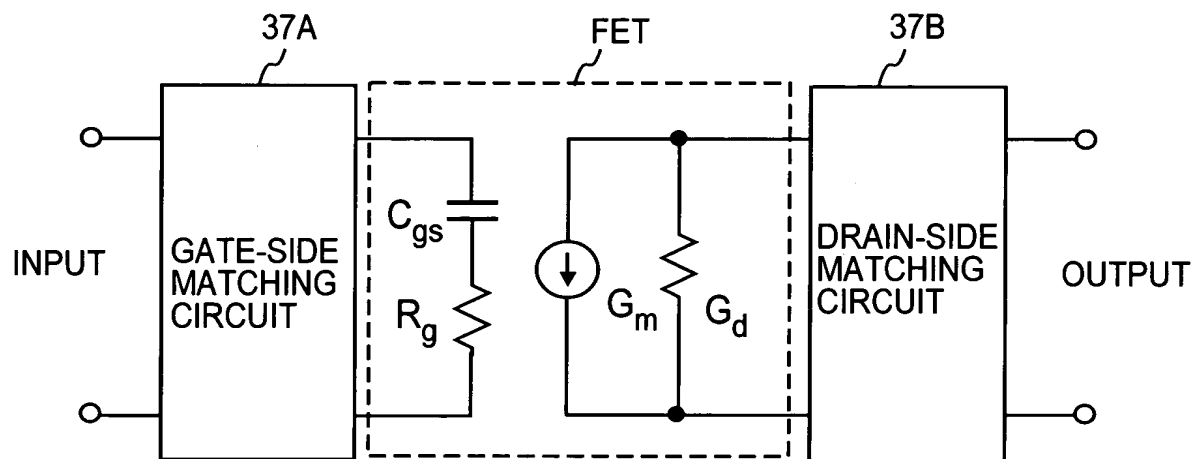 37A
FET
37B
INPUT
GATE-SIDE
MATCHING
CIRCUIT
Cgs
Rg
Gm
Gd
DRAIN-SIDE
MATCHING
CIRCUIT
OUTPUT